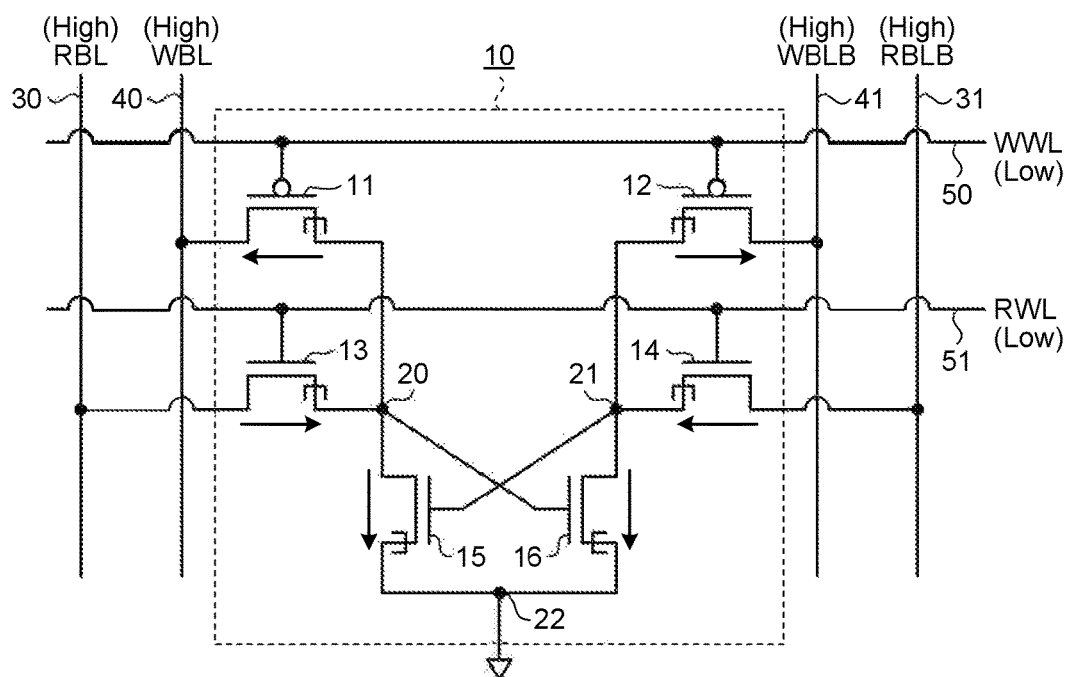 (High) (High)
RBL WBL
(High) (High)
WBLB RBLB
10
30 40 41 31
WWL
(Low)
50
11 12
RWL
(Low)
51
13 14
20 21
15 16
22